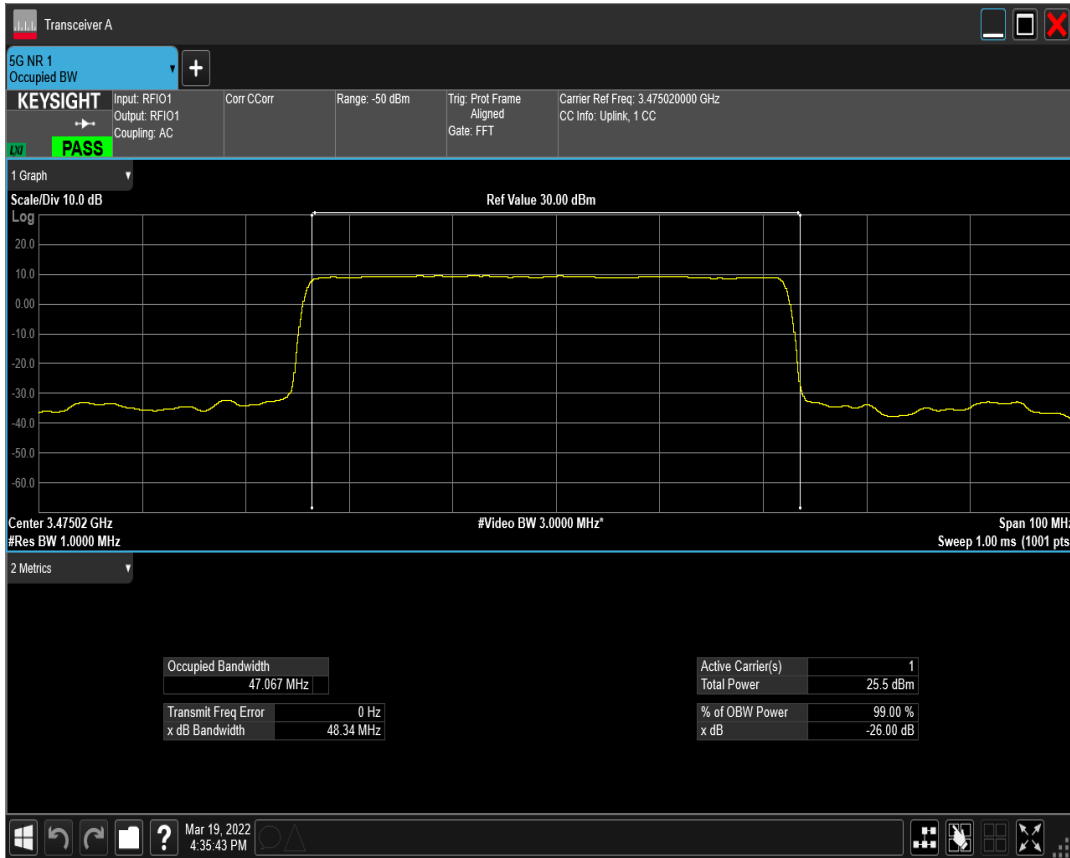 Transceiver A
5G NR 1
Occupied BW
+
KEYSIGHT
LXI
PASS
Input: RFIO1
Output: RFIO1
Coupling: AC
Corr CCorr
Range: -50 dBm
Trig: Prot Frame
Aligned
Gate: FFT
Carrier Ref Freq: 3.475020000 GHz
CC Info: Uplink, 1 CC
1 Graph
Scale/Div 10.0 dB
Ref Value 30.00 dBm
Log
20.0
10.0
0.00
-10.0
-20.0
-30.0
-40.0
-50.0
-60.0
Center 3.47502 GHz
#Video BW 3.0000 MHz*
Span 100 MHz
#Res BW 1.0000 MHz
Sweep 1.00 ms (1001 pts
2 Metrics
Occupied Bandwidth
47.067 MHz
Transmit Freq Error 0 Hz
x dB Bandwidth 48.34 MHz
Active Carrier(s) 1
Total Power 25.5 dBm
% of OBW Power 99.00 %
x dB -26.00 dB
?
Mar 19, 2022
4:35:43 PM